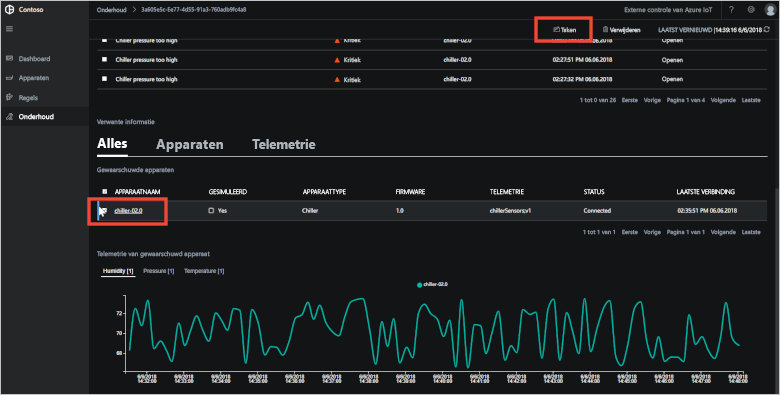 Contoso
Onderhoud > 3a605e5c-Ee77-4d55-91a3-760adb9fc4a8
Externe controle van Azure IoT
?
Teken
Verwijderen
LAATST VERNIEUWD |14:39:16 6/6/2018
Dashboard
Apparaten
Regels
Onderhoud
Chiller pressure too high Kritiek chiller-02.0
Chiller pressure too high Kritiek: chiller-02.0 02:27:51 PM 06.06.2018 Openen
Chiller pressure too high Kritiek: chiller-02.0 02:27:32 PM 06.06.2018 Openen
1 tot 0 van 26 Eerste Vorige Pagina 1 van 4 Volgende Laatste
Verwante informatie
Alles Apparaten Telemetrie
Gewaarschuwde apparaten
APPARAATNAAM GESIMULEERD APPARAATTYPE FIRMWARE TELEMETRIE STATUS LAATSTE VERBINDING
chiller-02.0 Yes Chiller 1.0 chillerSensors;v1 Connected 02:35:51 PM 06.06.2018
1 tot 1 van 1 Eerste Vorige Pagina 1 van 1 Volgende Laatste
Telemetrie van gewaarschuwd apparaat
Humidity [1] Pressure [1] Temperature [1]
chiller-02.0
72
70
68
6/6/2018 6/6/2018 6/6/2018 6/6/2018 6/6/2018 6/6/2018 6/6/2018 6/6/2018 6/6/2018 6/6/2018 6/6/2018 6/6/2018 6/6/2018 6/6/2018 6/6/2018 6/6/2018 6/6/2018
14:32:00 14:33:00 14:34:00 14:35:00 14:36:00 14:37:00 14:38:00 14:39:00 14:40:00 14:41:00 14:42:00 14:43:00 14:44:00 14:45:00 14:46:00 14:47:00 14:48:00